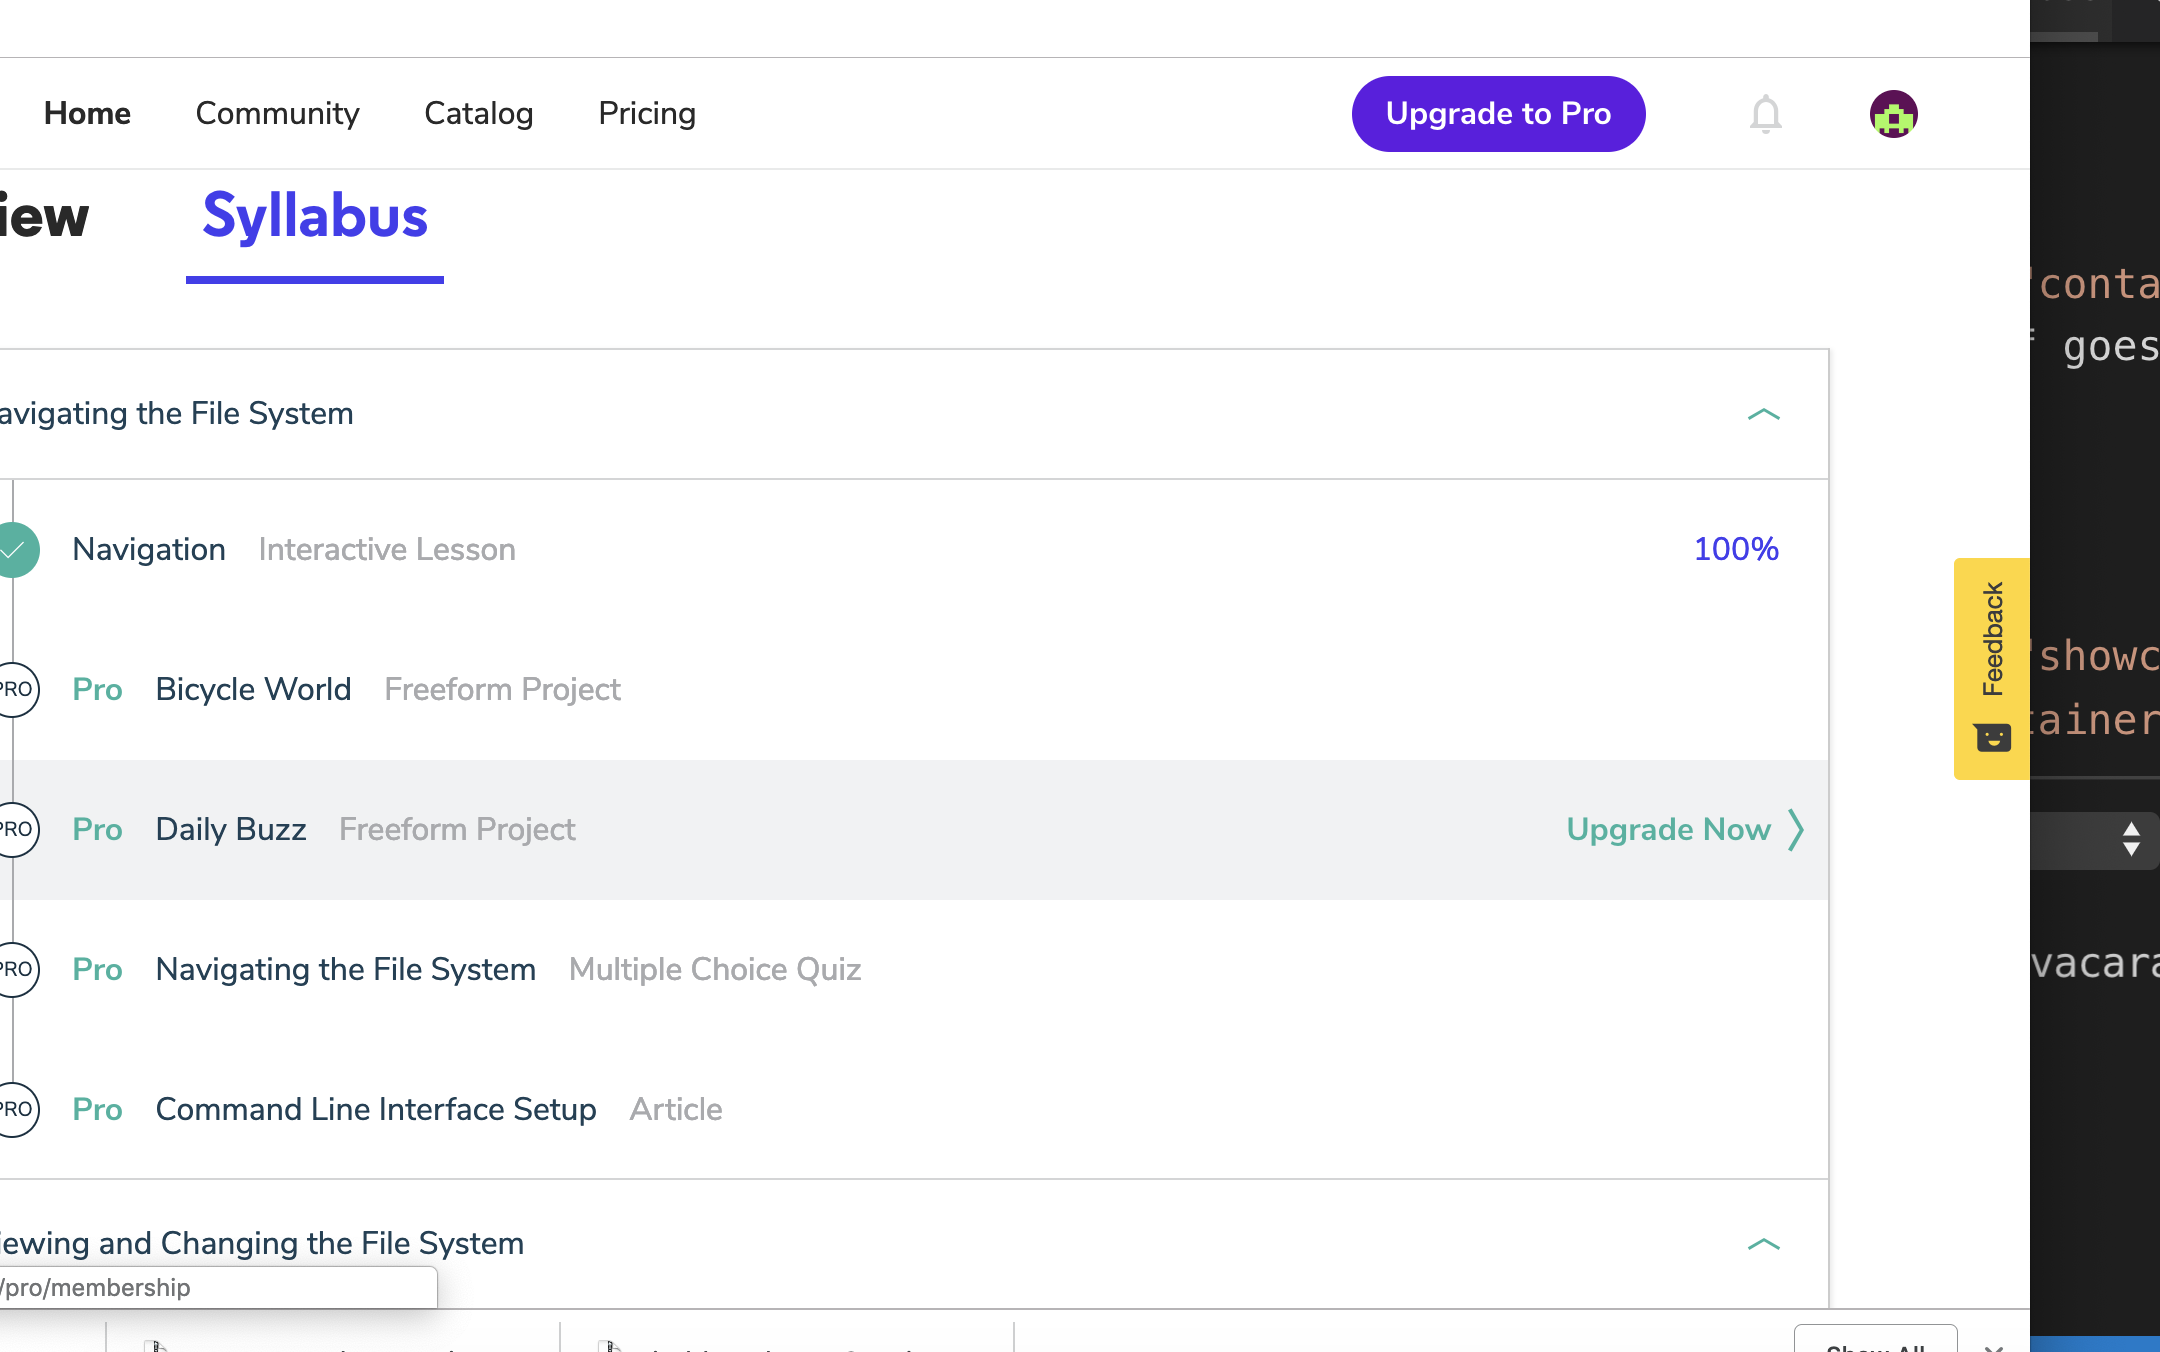 Home Community Catalog Pricing Upgrade to Pro
iew Syllabus
avigating the File System
Navigation Interactive Lesson 100%
PRO Pro Bicycle World Freeform Project
PRO Pro Daily Buzz Freeform Project Upgrade Now
PRO Pro Navigating the File System Multiple Choice Quiz
PRO Pro Command Line Interface Setup Article
iewing and Changing the File System
/pro/membership
Show All
Feedback
'conta
goes
'showc
tainer
vacara